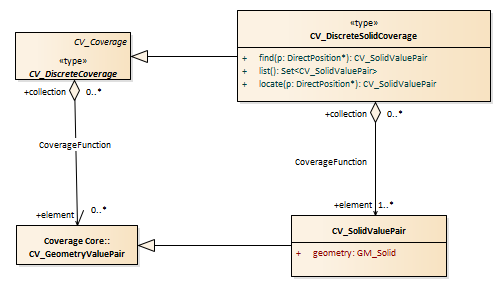 CV_Coverage
«type»
CV_DiscreteCoverage
«type»
CV_DiscreteSolidCoverage
+ find(p: DirectPosition*): CV_SolidValuePair
+ list(): Set<CV_SolidValuePair>
+ locate(p: DirectPosition*): CV_SolidValuePair
+collection 0..*
+collection 0..*
CoverageFunction
CoverageFunction
+element 0..*
+element 1..*
Coverage Core::
CV_GeometryValuePair
CV_SolidValuePair
+ geometry: GM_Solid